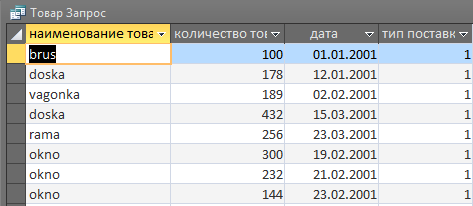 Товар Запрос
наименование това количество тов дата тип поставк
brus 100 01.01.2001 1
doska 178 12.01.2001 1
vagonka 189 02.02.2001 1
doska 432 15.03.2001 1
rama 256 23.03.2001 1
okno 300 19.02.2001 1
okno 232 21.02.2001 1
okno 144 23.02.2001 1